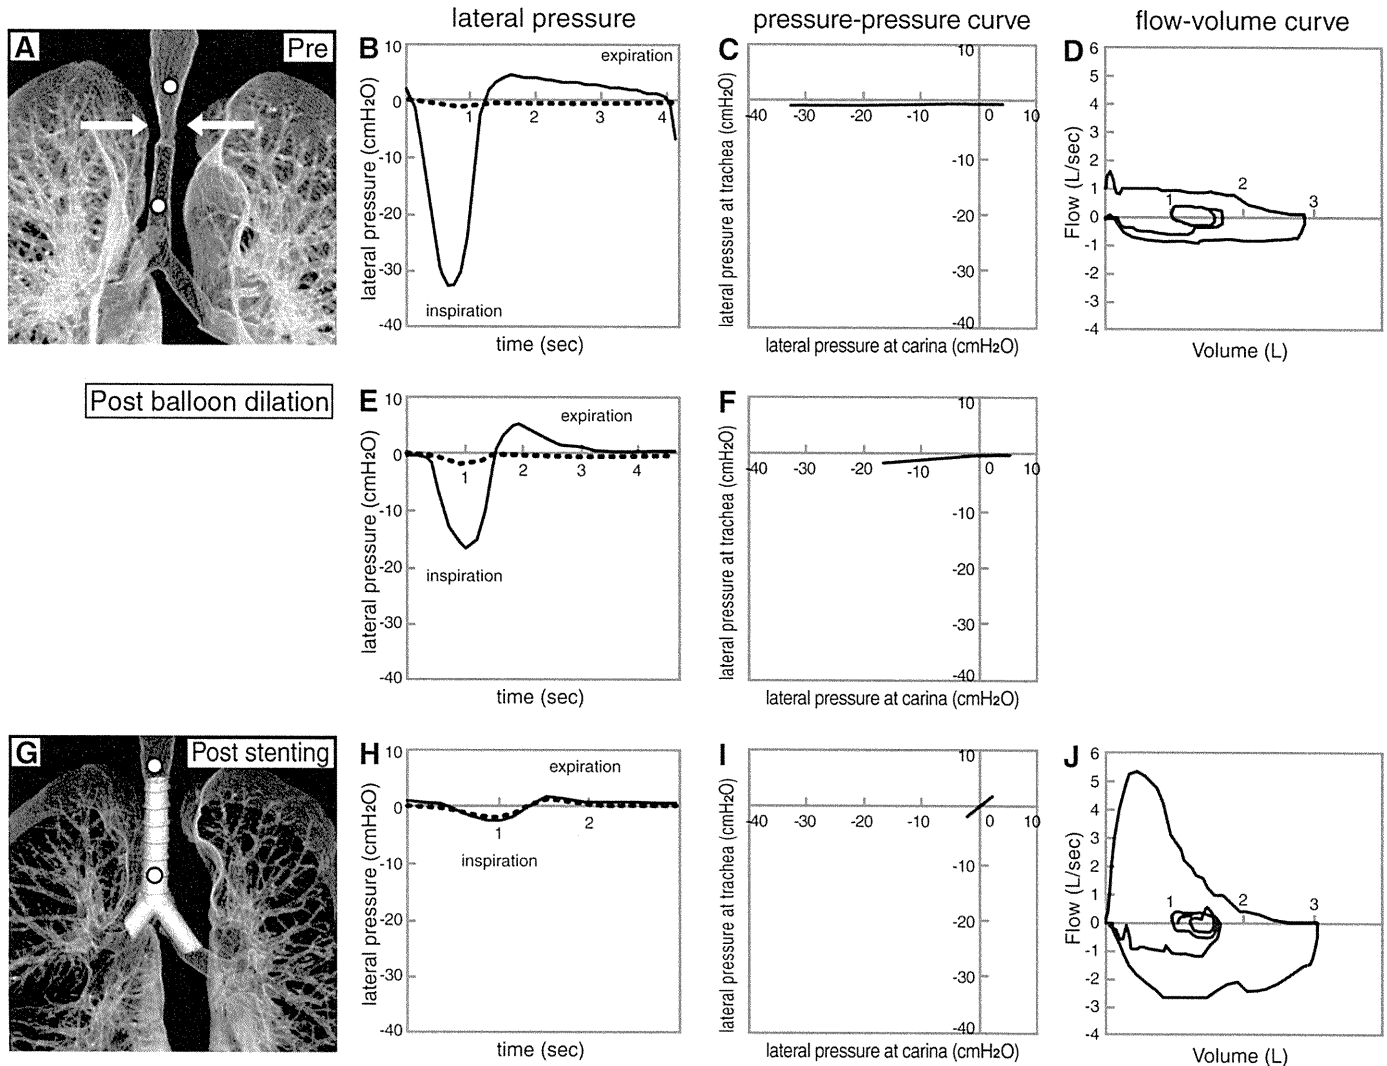 lateral pressure
pressure-pressure curve
flow-volume curve
A
Pre
B
10
0
-10
-20
-30
-40
1
2
3
4
expiration
inspiration
lateral pressure (cmH2O)
time (sec)
C
10
-10
-20
-30
-40
-40
-30
-20
-10
0
10
lateral pressure at trachea (cmH2O)
lateral pressure at carina (cmH2O)
D
6
5
4
3
2
1
0
-1
-2
-3
-4
1
2
3
Flow (L/sec)
Volume (L)
Post balloon dilation
E
10
0
-10
-20
-30
-40
1
2
3
4
expiration
inspiration
lateral pressure (cmH2O)
time (sec)
F
10
-10
-20
-30
-40
-40
-30
-20
-10
0
10
lateral pressure at trachea (cmH2O)
lateral pressure at carina (cmH2O)
G
Post stenting
H
10
0
-10
-20
-30
-40
1
2
expiration
inspiration
lateral pressure (cmH2O)
time (sec)
I
10
-10
-20
-30
-40
-40
-30
-20
-10
0
10
lateral pressure at trachea (cmH2O)
lateral pressure at carina (cmH2O)
J
6
5
4
3
2
1
0
-1
-2
-3
-4
1
2
3
Flow (L/sec)
Volume (L)